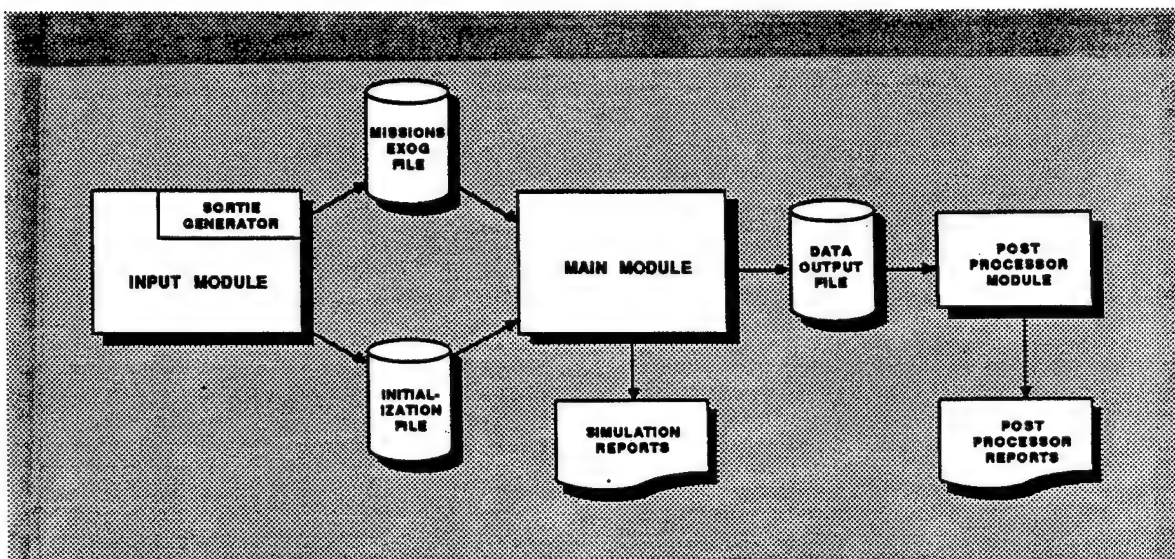 MISSIONS
EXOG
FILE
SORTIE
GENERATOR
INPUT MODULE
MAIN MODULE
DATA
OUTPUT
FILE
POST
PROCESSOR
MODULE
INITIAL-
IZATION
FILE
SIMULATION
REPORTS
POST
PROCESSOR
REPORTS